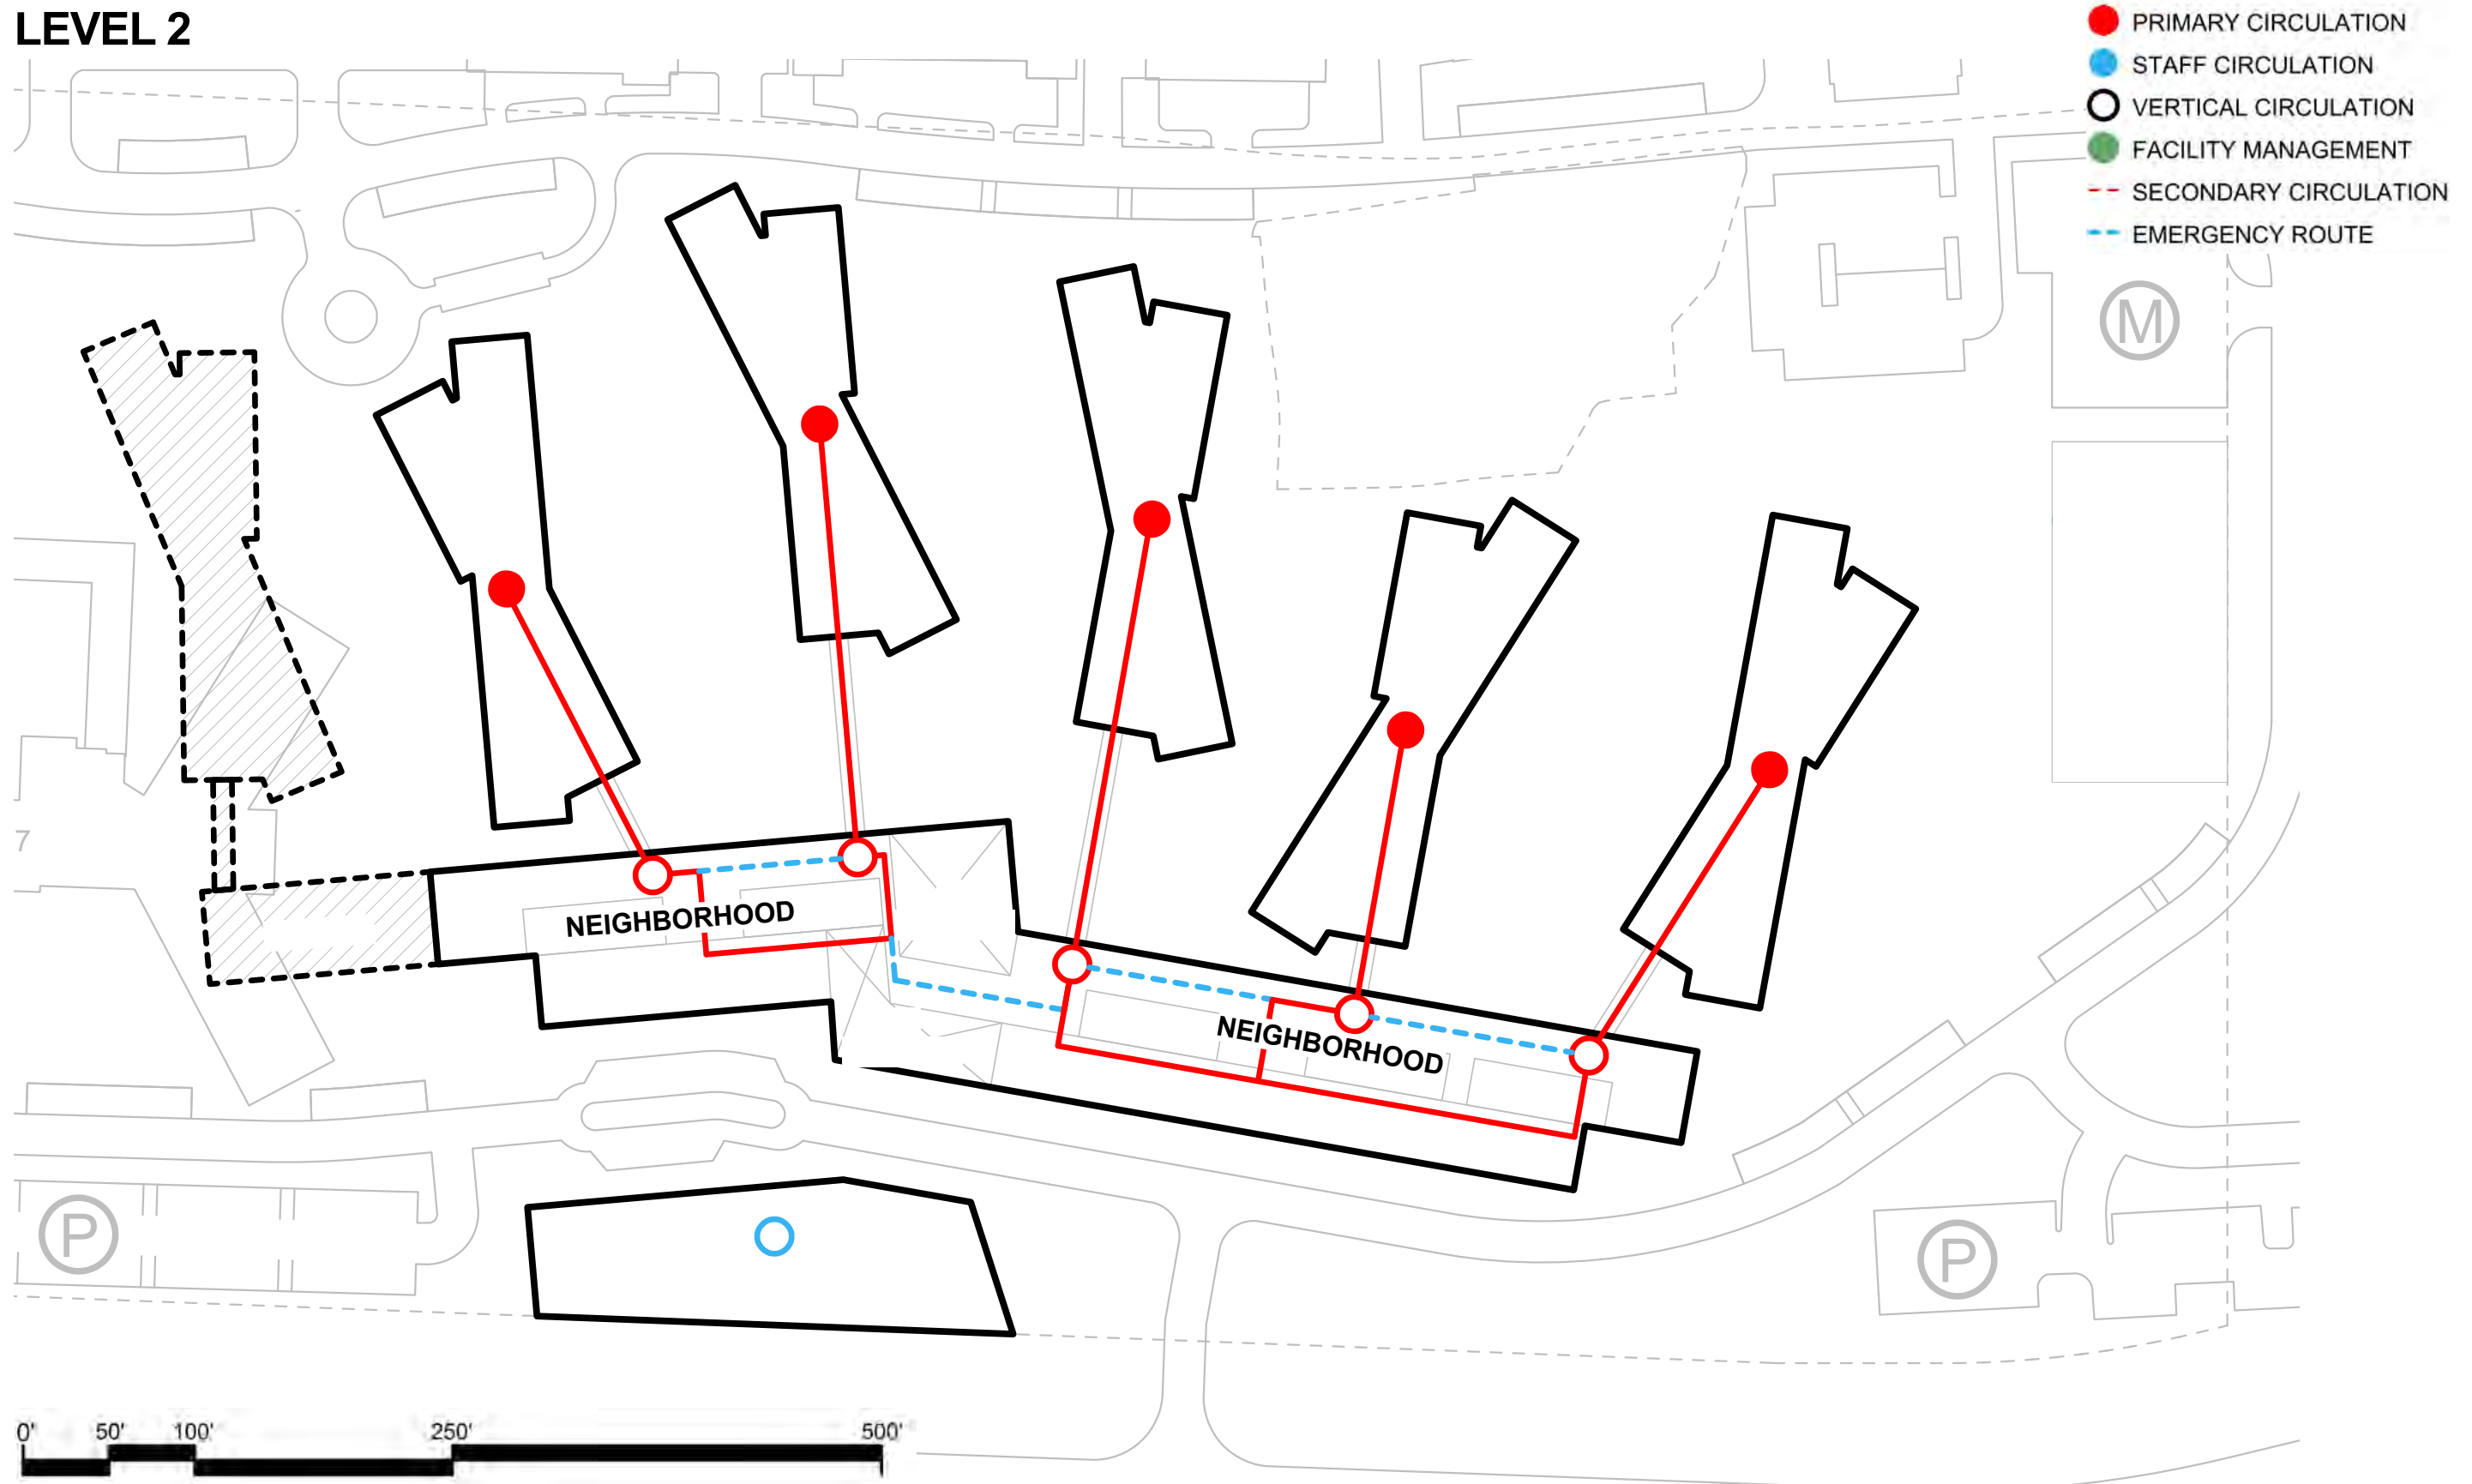 LEVEL 2
PRIMARY CIRCULATION
STAFF CIRCULATION
VERTICAL CIRCULATION
FACILITY MANAGEMENT
SECONDARY CIRCULATION
EMERGENCY ROUTE
M
7
NEIGHBORHOOD
NEIGHBORHOOD
P
P
0' 50' 100' 250' 500'